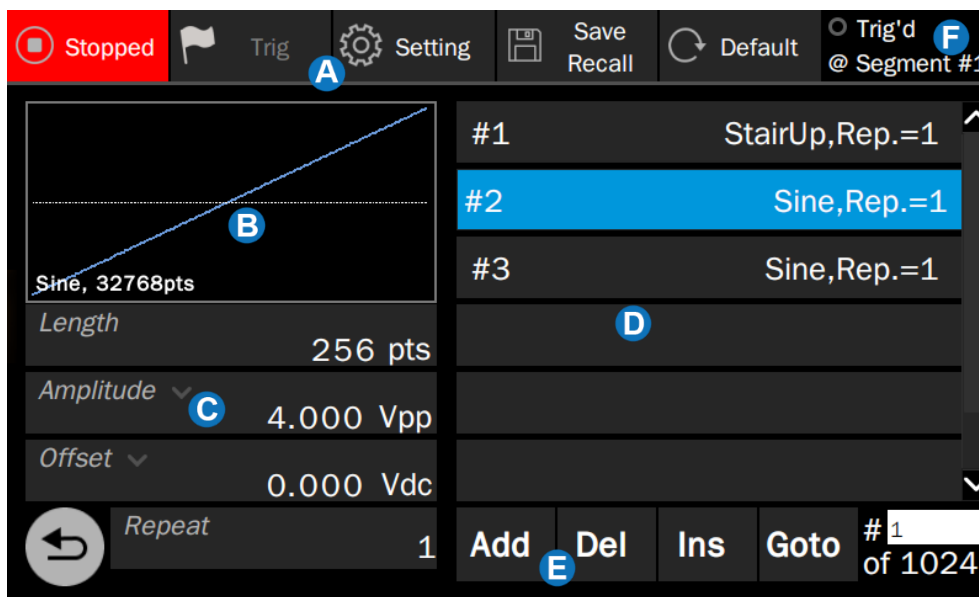 Stopped
Trig
Setting
Save
Recall
Default
Trig'd
@ Segment #1
A
F
B
Sine, 32768pts
Length
256 pts
Amplitude
C
4.000 Vpp
Offset
0.000 Vdc
Repeat
1
#1 StairUp,Rep.=1
#2 Sine,Rep.=1
#3 Sine,Rep.=1
D
Add Del Ins Goto
E
# 1
of 1024